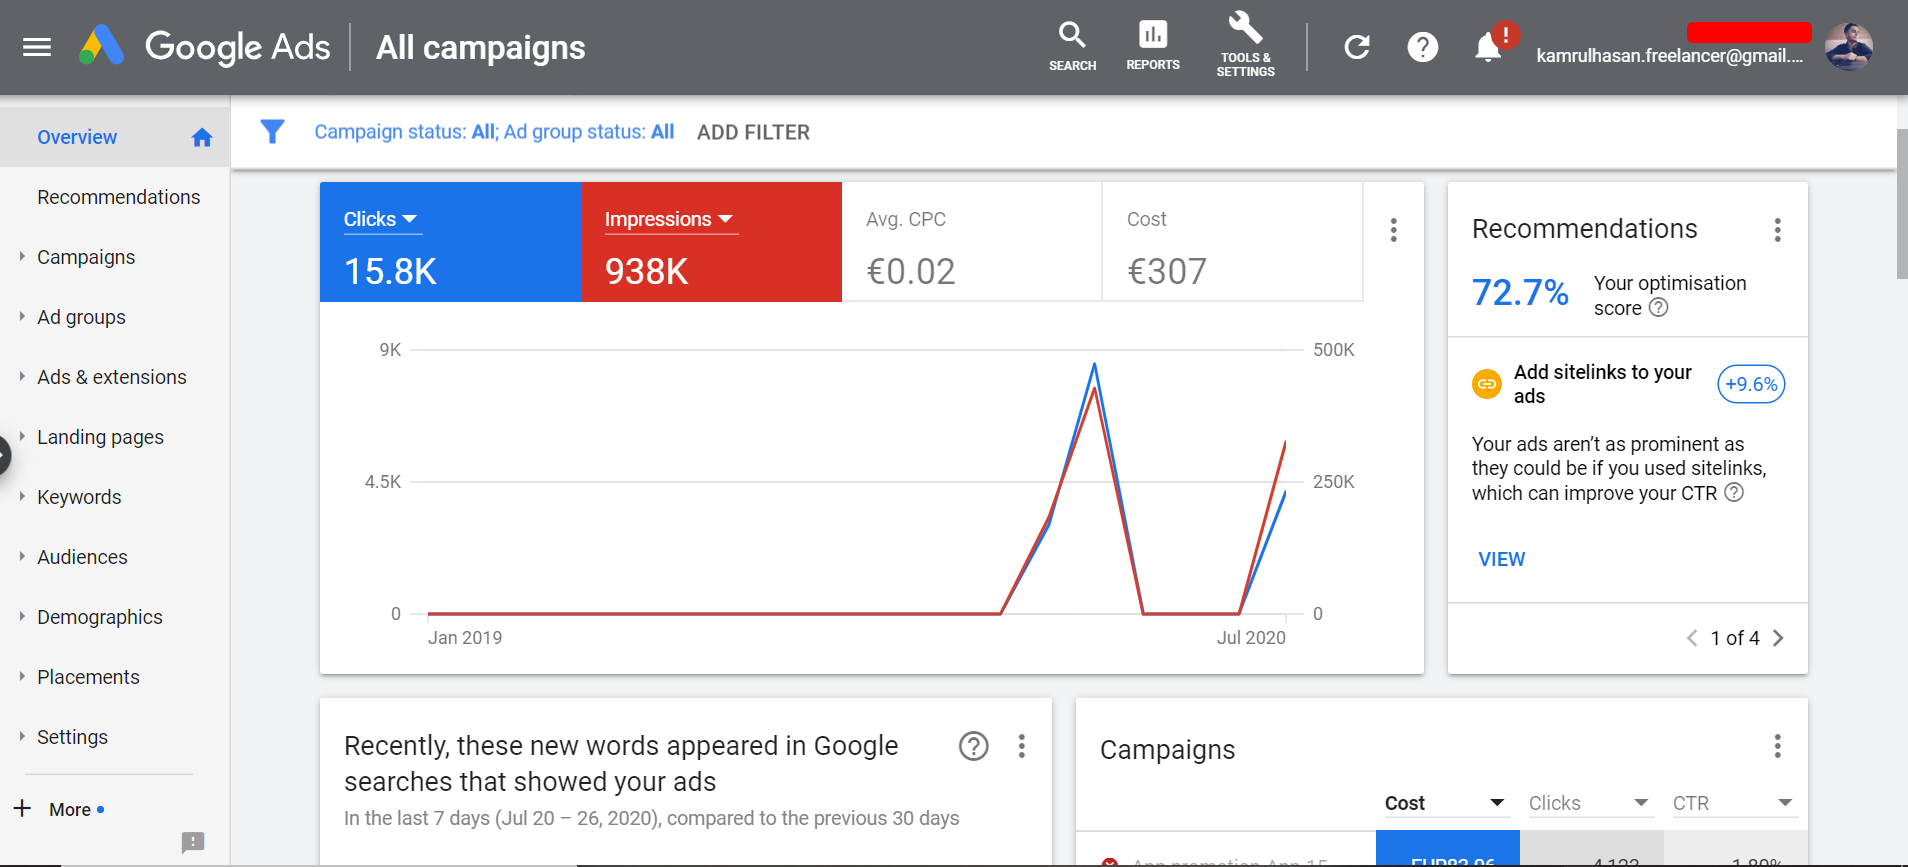 Google Ads
All campaigns
SEARCH
REPORTS
TOOLS &
SETTINGS
!
kamrulhasan.freelancer@gmail....
Overview
Recommendations
Campaigns
Ad groups
Ads & extensions
Landing pages
Keywords
Audiences
Demographics
Placements
Settings
+ More
Campaign status: All; Ad group status: All
ADD FILTER
Clicks
15.8K
Impressions
938K
Avg. CPC
€0.02
Cost
€307
9K
4.5K
0
500K
250K
0
Jan 2019
Jul 2020
Recommendations
72.7%
Your optimisation
score ?
Add sitelinks to your
ads
+9.6%
Your ads aren't as prominent as
they could be if you used sitelinks,
which can improve your CTR ?
VIEW
1 of 4
Recently, these new words appeared in Google
searches that showed your ads
In the last 7 days (Jul 20 – 26, 2020), compared to the previous 30 days
Campaigns
Cost
Clicks
CTR